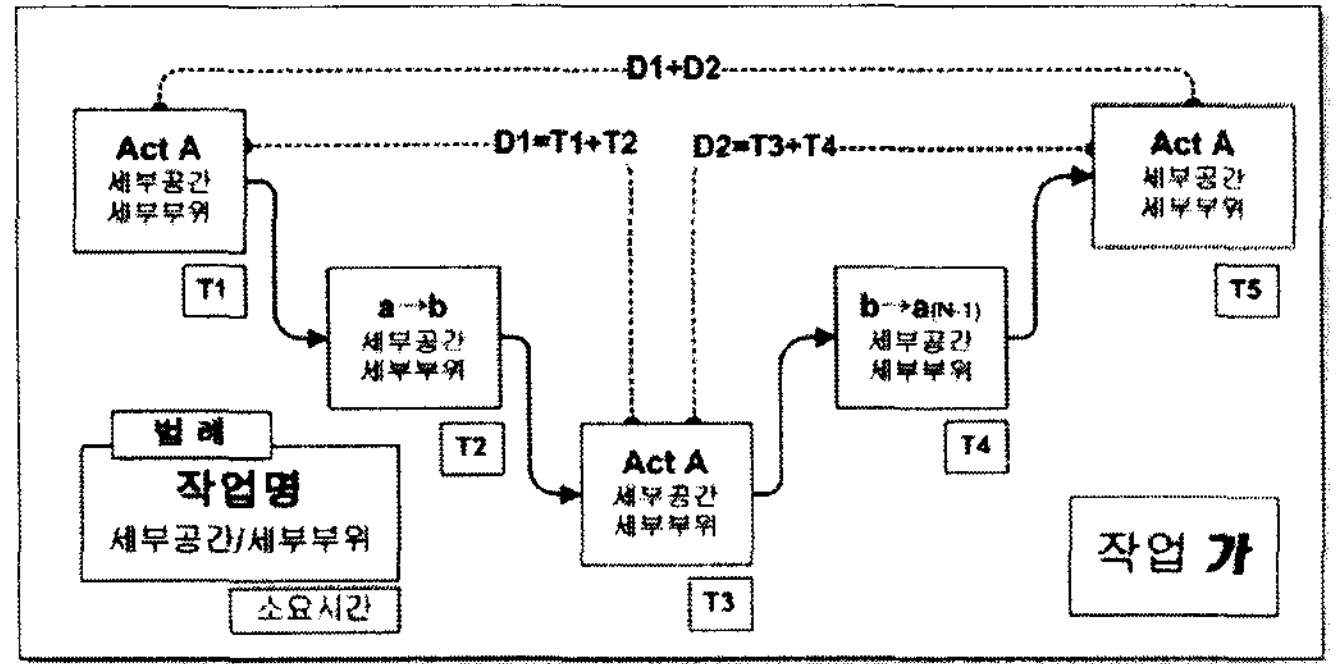 D1+D2
Act A
세부공간
세부부위
T1
D1=T1+T2
D2=T3+T4
Act A
세부공간
세부부위
T5
a→b
세부공간
세부부위
T2
b→a(N-1)
세부공간
세부부위
T4
Act A
세부공간
세부부위
T3
범 례
작업명
세부공간/세부부위
소요시간
작업 가